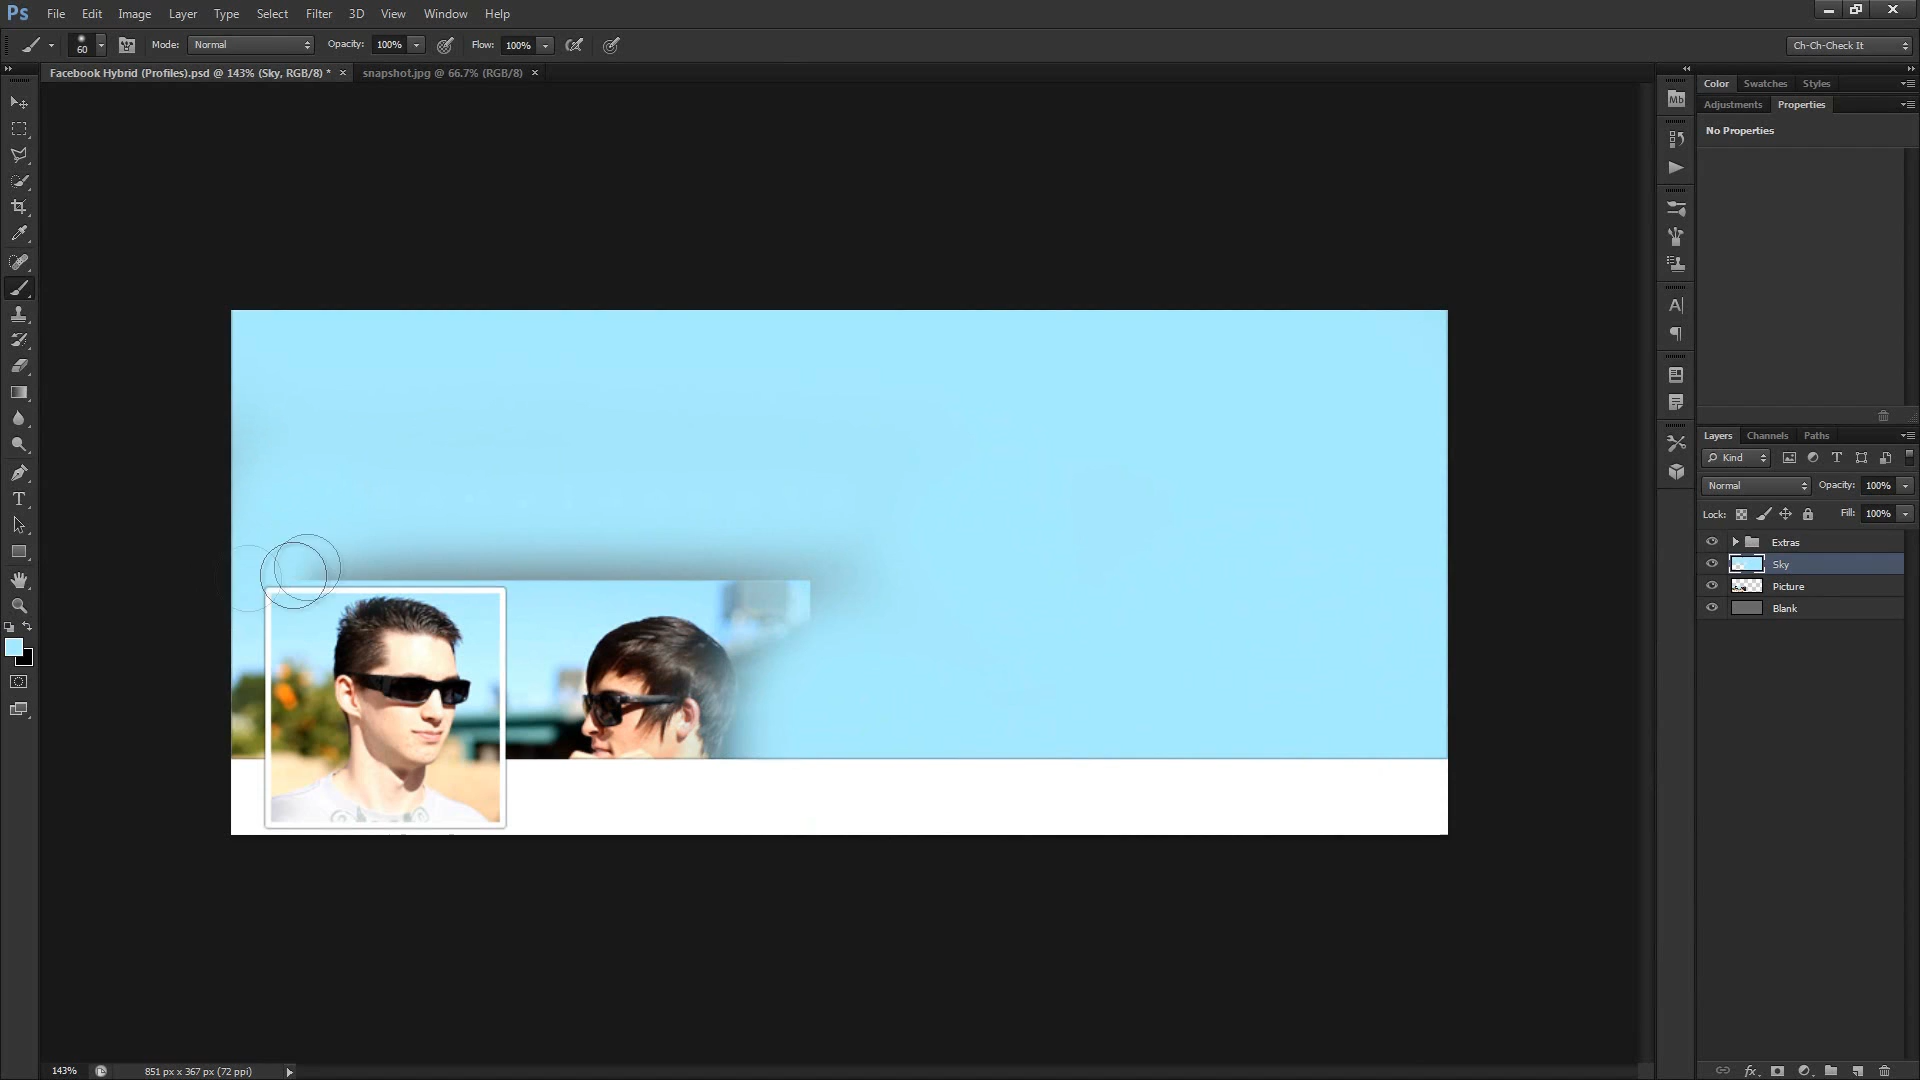 Ps File Edit Image Layer Type Select Filter 3D View Window Help
60 Mode: Normal Opacity: 100% Flow: 100% Ch-Ch-Check It
Facebook Hybrid (Profiles).psd @ 143% (Sky, RGB/8) * × snapshot.jpg @ 66.7% (RGB/8) ×
Color Swatches Styles
Mb
Adjustments Properties
No Properties
Layers Channels Paths
Kind
Normal Opacity: 100%
Lock: Fill: 100%
Extras
Sky
Picture
Blank
143% 851 px x 367 px (72 ppi)
fx